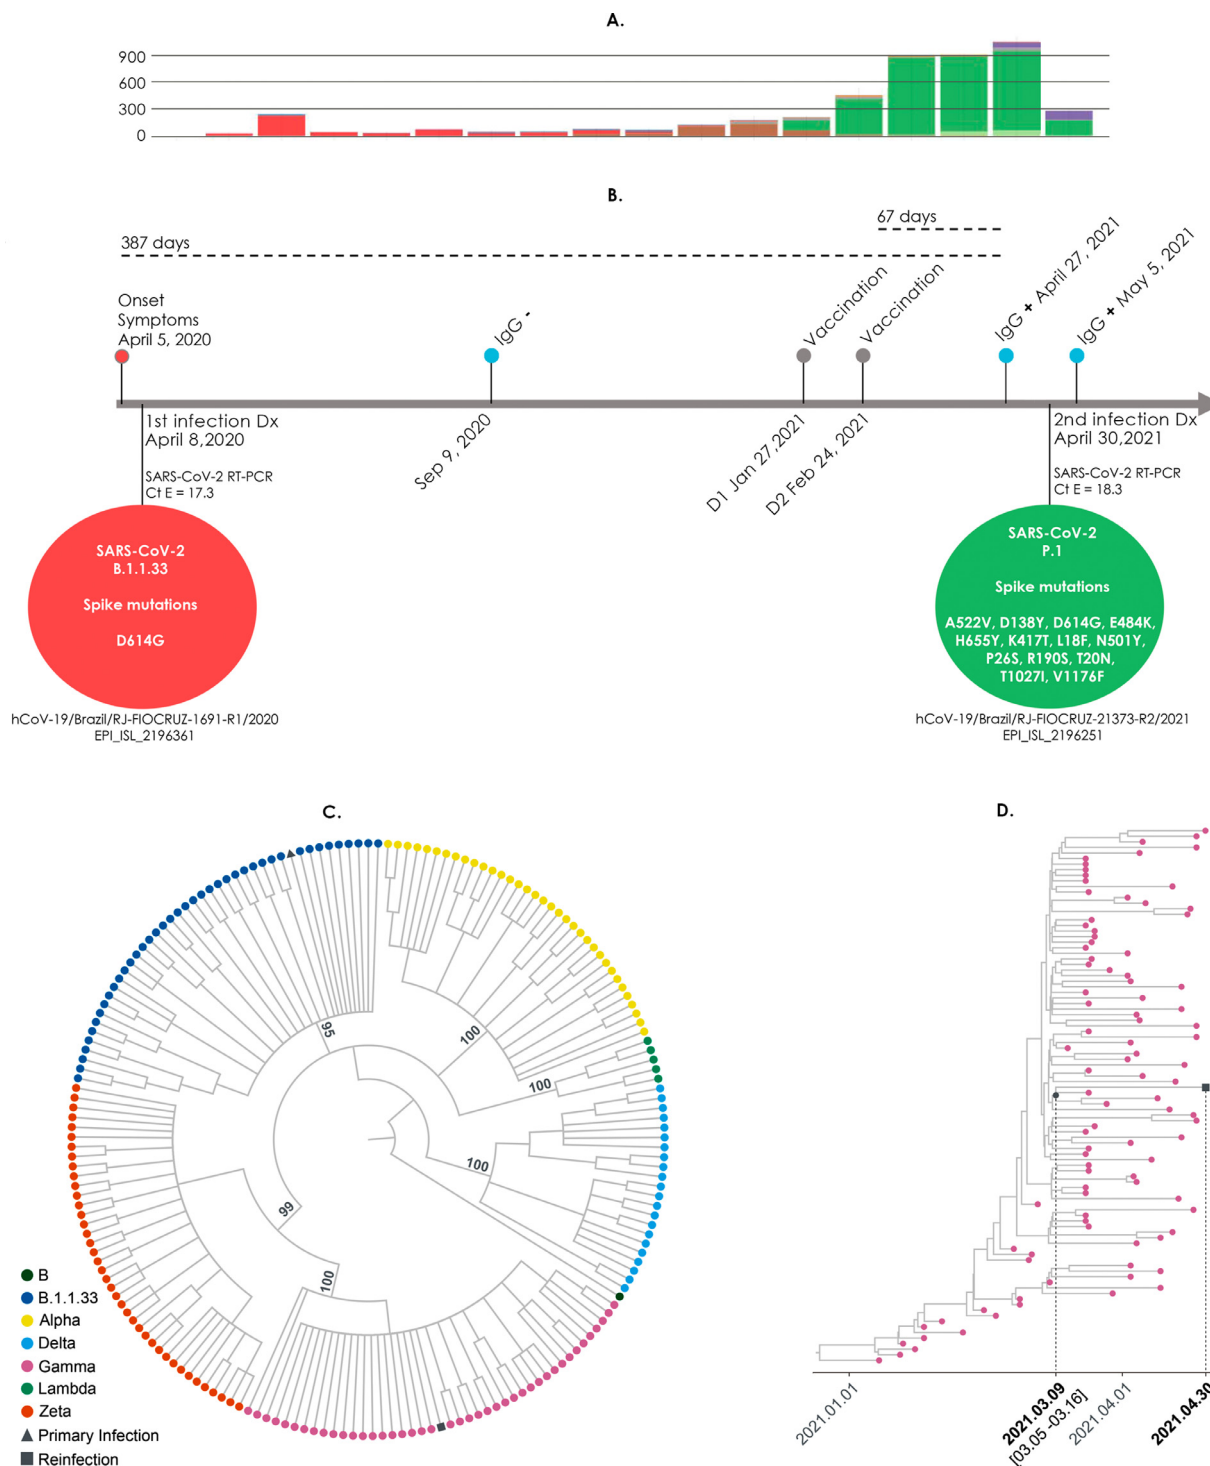 A.
900
600
300
0
B.
67 days
387 days
Onset
Symptoms
April 5, 2020
IgG -
Vaccination
Vaccination
IgG + April 27, 2021
IgG + May 5, 2021
1st infection Dx
April 8,2020
SARS-CoV-2 RT-PCR
Ct E = 17.3
Sep 9, 2020
D1 Jan 27,2021
D2 Feb 24, 2021
2nd infection Dx
April 30,2021
SARS-CoV-2 RT-PCR
Ct E = 18.3
SARS-CoV-2
B.1.1.33
Spike mutations
D614G
hCoV-19/Brazil/RJ-FIOCRUZ-1691-R1/2020
EPI_ISL_2196361
SARS-CoV-2
P.1
Spike mutations
A522V, D138Y, D614G, E484K,
H655Y, K417T, L18F, N501Y,
P26S, R190S, T20N,
T1027I, V1176F
hCoV-19/Brazil/RJ-FIOCRUZ-21373-R2/2021
EPI_ISL_2196251
C.
95
100
100
100
99
100
B
B.1.1.33
Alpha
Delta
Gamma
Lambda
Zeta
Primary Infection
Reinfection
D.
2021.01.01
2021.03.09
[03.05 -03.16]
2021.04.01
2021.04.30